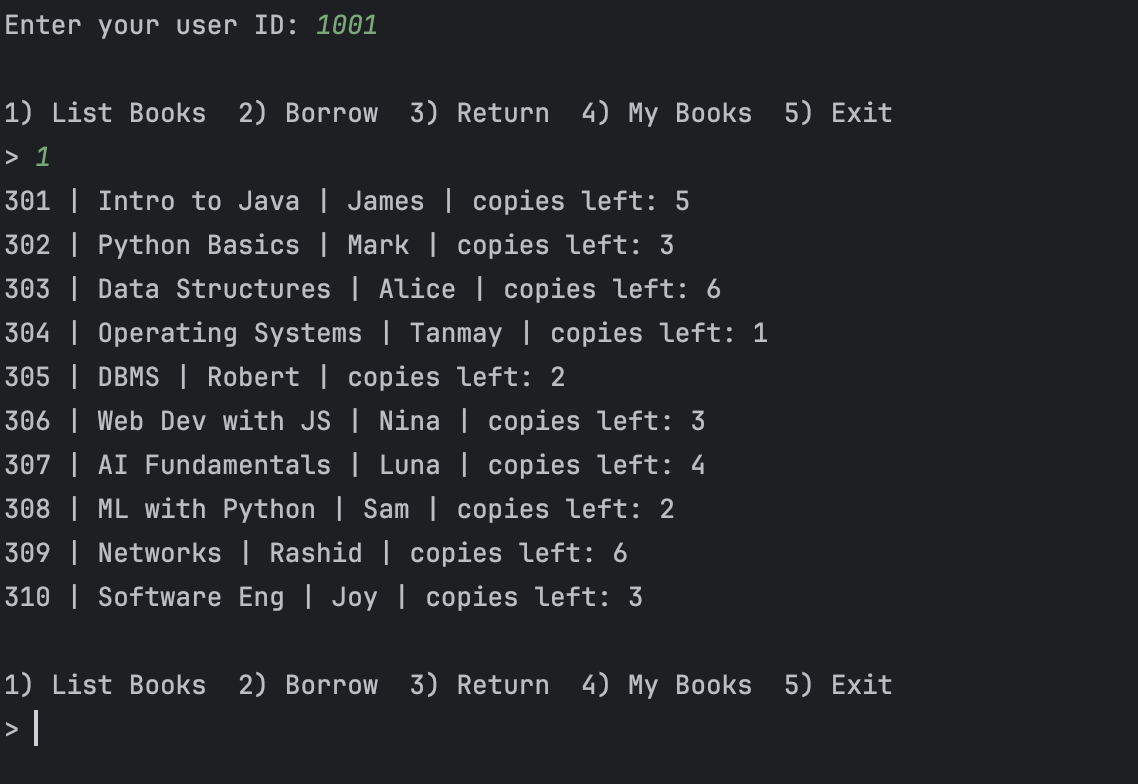 Enter your user ID: 1001
1) List Books  2) Borrow  3) Return  4) My Books  5) Exit
> 1
301 | Intro to Java | James | copies left: 5
302 | Python Basics | Mark | copies left: 3
303 | Data Structures | Alice | copies left: 6
304 | Operating Systems | Tanmay | copies left: 1
305 | DBMS | Robert | copies left: 2
306 | Web Dev with JS | Nina | copies left: 3
307 | AI Fundamentals | Luna | copies left: 4
308 | ML with Python | Sam | copies left: 2
309 | Networks | Rashid | copies left: 6
310 | Software Eng | Joy | copies left: 3
1) List Books  2) Borrow  3) Return  4) My Books  5) Exit
>